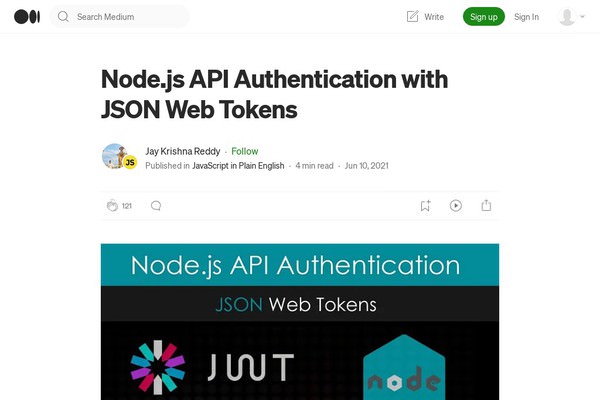 Search Medium
Write
Sign up
Sign In
Node.js API Authentication with
JSON Web Tokens
Jay Krishna Reddy · Follow
JS
Published in JavaScript in Plain English · 4 min read · Jun 10, 2021
121
Node.js API Authentication
JSON Web Tokens
JWT
node